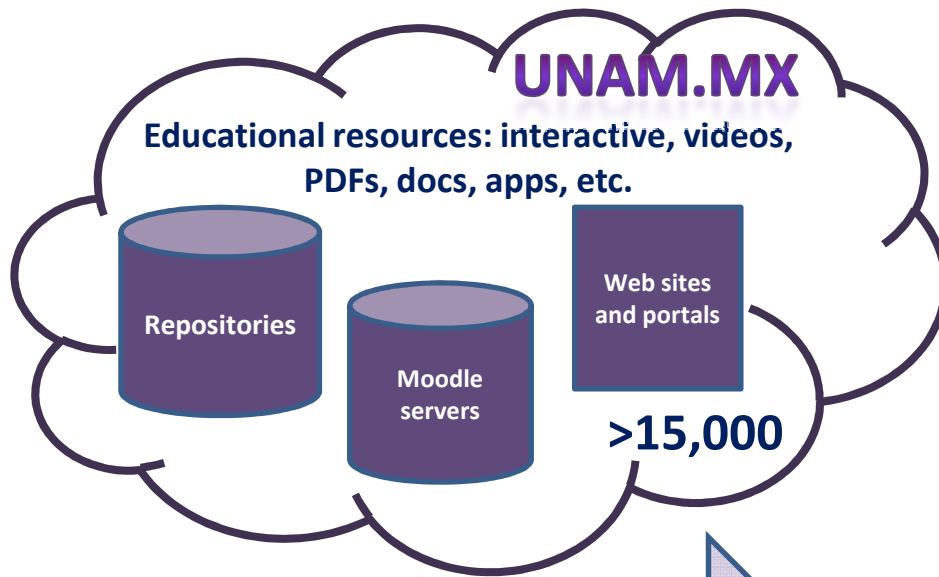 UNAM.MX
Educational resources: interactive, videos,
PDFs, docs, apps, etc.
Repositories
Moodle
servers
Web sites
and portals
>15,000